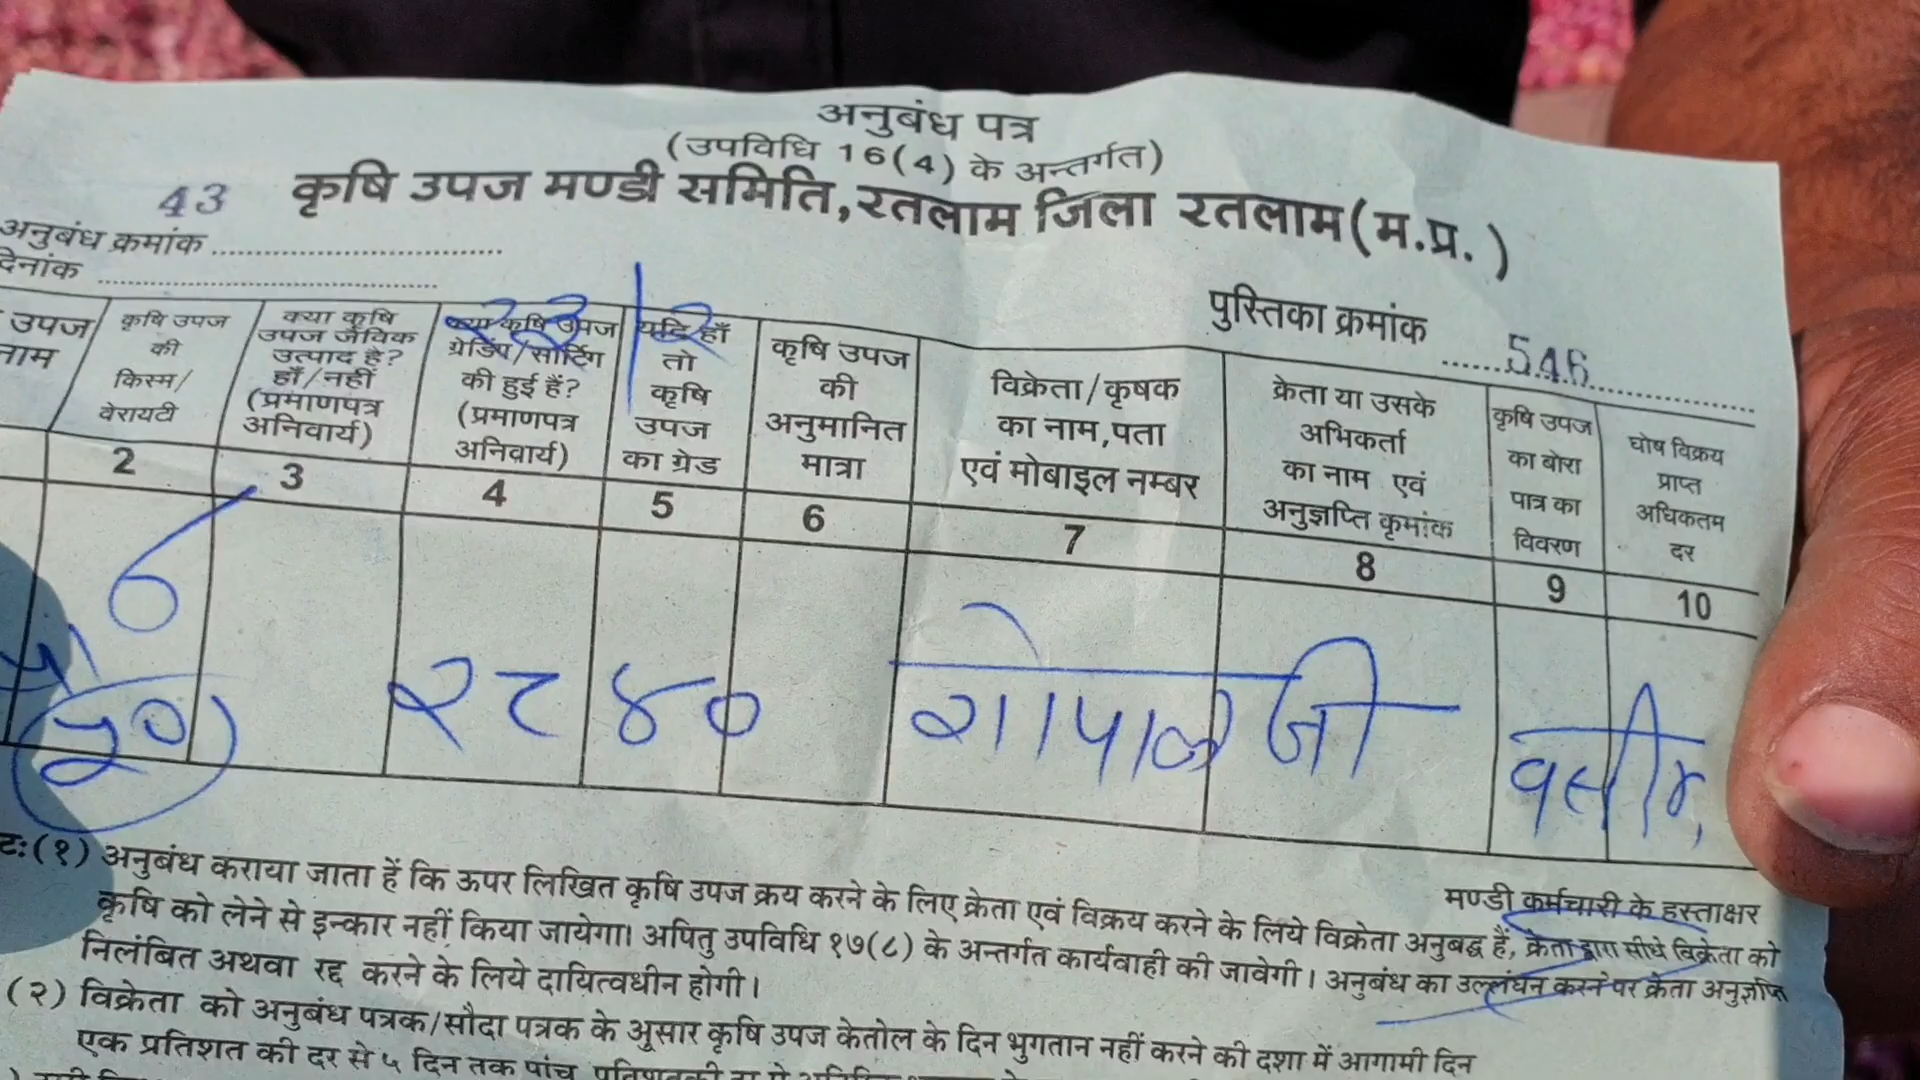 अनुबंध पत्र
(उपविधि 16(4) के अन्तर्गत)
कृषि उपज मण्डी समिति, रतलाम जिला रतलाम (म.प्र.)
43
अनुबंध क्रमांक
दिनांक
पुस्तिका क्रमांक 546
उपज
नाम
कृषि उपज
की
किस्म/
वेरायटी
क्या कृषि
उपज जैविक
उत्पाद है?
हाँ/नहीं
(प्रमाणपत्र
अनिवार्य)
क्या कृषि उपज
ग्रेडिंग/सोर्टिंग
की हुई हैं?
(प्रमाणपत्र
अनिवार्य)
यदि हाँ
तो
कृषि
उपज
का ग्रेड
कृषि उपज
की
अनुमानित
मात्रा
विक्रेता/कृषक
का नाम, पता
एवं मोबाइल नम्बर
क्रेता या उसके
अभिकर्ता
का नाम एवं
अनुज्ञप्ति कृमांक
कृषि उपज
का बोरा
पात्र का
विवरण
घोष विक्रय
प्राप्त
अधिकतम
दर
2 3 4 5 6 7 8 9 10
६
५०
२८ ४०
गोपाल जी
वसीम
मण्डी कर्मचारी के हस्ताक्षर
टः(१) अनुबंध कराया जाता हें कि ऊपर लिखित कृषि उपज क्रय करने के लिए क्रेता एवं विक्रय करने के लिये विक्रेता अनुबद्ध हैं, क्रेता द्वारा सीधे विक्रेता को
कृषि को लेने से इन्कार नहीं किया जायेगा। अपितु उपविधि १७(८) के अन्तर्गत कार्यवाही की जावेगी। अनुबंध का उल्लंघन करने पर क्रेता अनुज्ञप्ति
निलंबित अथवा रद्द करने के लिये दायित्वधीन होगी।
(२) विक्रेता को अनुबंध पत्रक/सौदा पत्रक के अूसार कृषि उपज केतोल के दिन भुगतान नहीं करने की दशा में आगामी दिन
एक प्रतिशत की दर से ५ दिन तक पांच